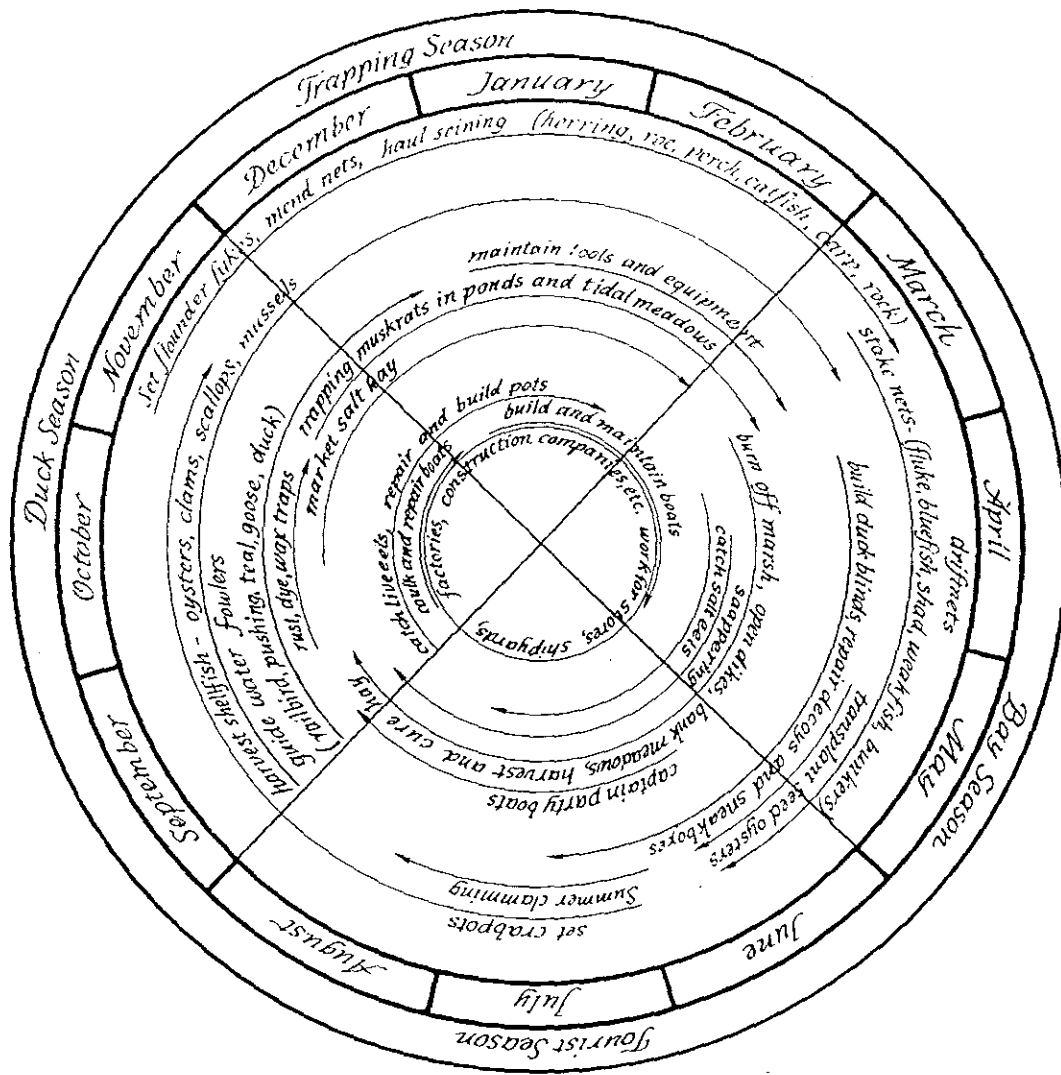 Trapping Season
Bay Season
Tourist Season
Duck Season
January
February
March
April
May
June
July
August
September
October
November
December
Set flounder fykes, mend nets, haul seining (herring, roe, perch, catfish, carp, rock)
stake nets- (fluke, bluefish, shad, weakfish, bunkers)
driftnets
harvest shellfish - oysters, clams, scallops, mussels
maintain tools and equipment
trapping muskrats in ponds and tidal meadows
market salt hay
guide water fowlers
(railbird, pushing, teal, goose, duck)
rust, dye, wax traps
catch live eels, repair and build pots
caulk and repair boats
build and maintain boats
factories, construction companies, etc. work for shores, shipyards,
burn off marsh, open dikes,
bank meadows, harvest and cure hay
snappering
catch salt eels
build duck blinds, repair decoys and sneakboxes
transplant seed oysters
captain party boats
Summer clamming
set crabpots